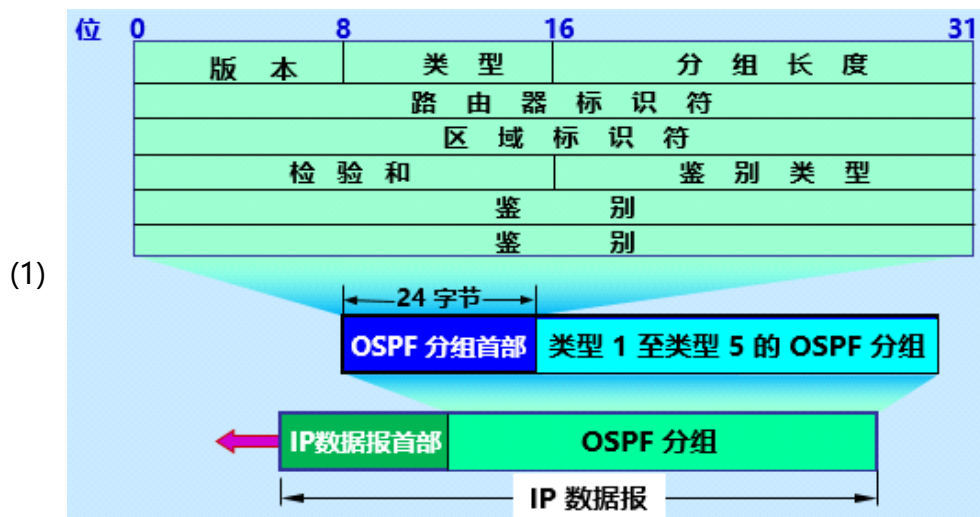 位 0 8 16 31
版 本 类 型 分 组 长 度
路 由 器 标 识 符
区 域 标 识 符
检 验 和 鉴 别 类 型
鉴 别
鉴 别
(1)
24 字节
OSPF 分组首部 类型 1 至类型 5 的 OSPF 分组
IP数据报首部 OSPF 分组
IP 数据报